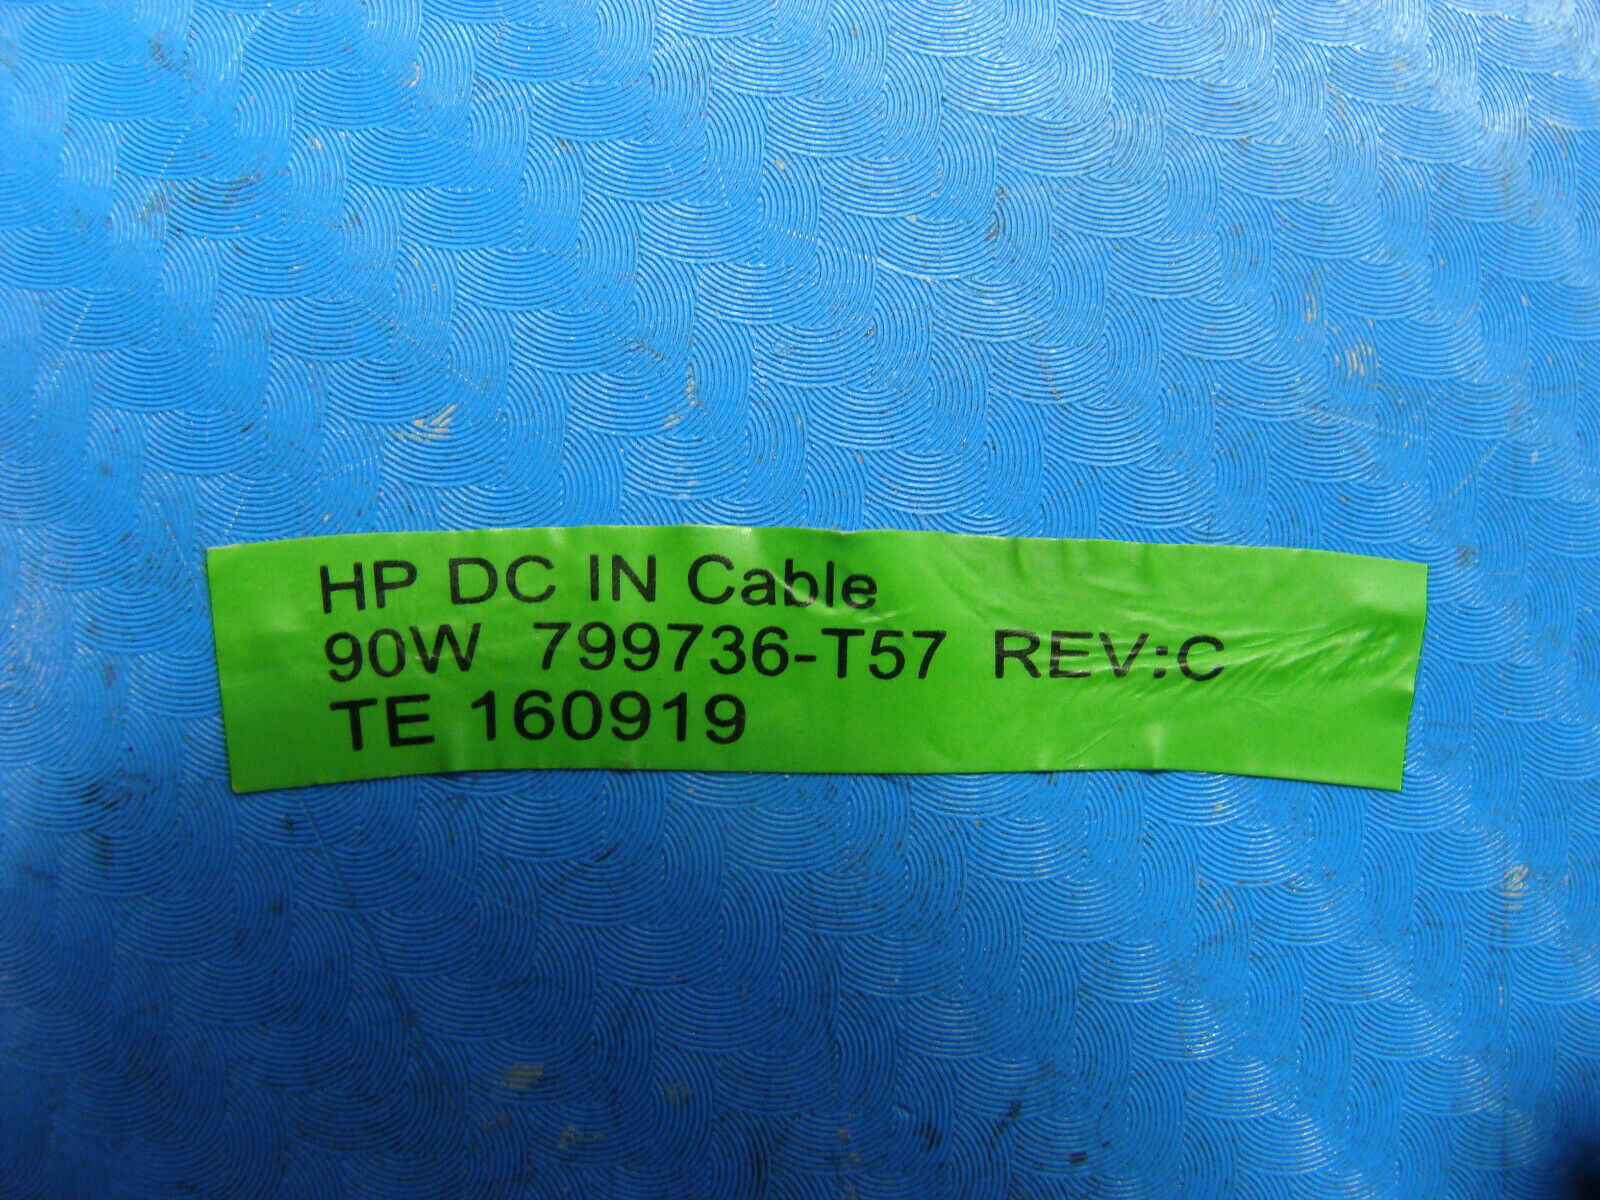 HP DC IN Cable
90W 799736-T57 REV:C
TE 160919